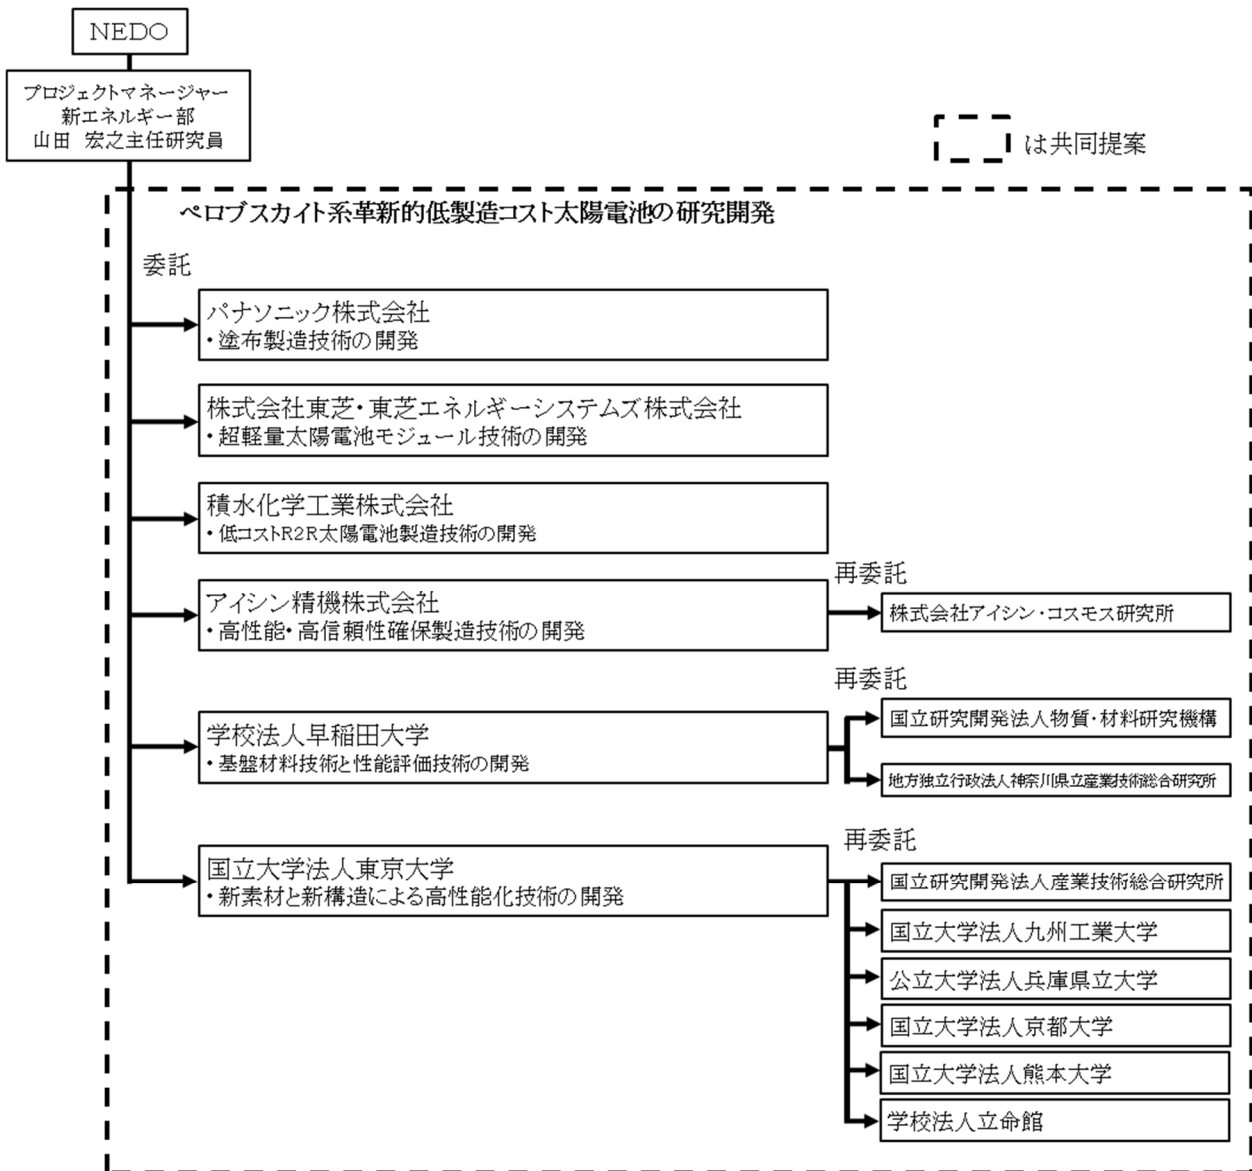 NEDO
プロジェクトマネージャー
新エネルギー部
山田 宏之主任研究員
は共同提案
ペロブスカイト系革新的低製造コスト太陽電池の研究開発
委託
パナソニック株式会社
・塗布製造技術の開発
株式会社東芝・東芝エネルギーシステムズ株式会社
・超軽量太陽電池モジュール技術の開発
積水化学工業株式会社
・低コストR2R太陽電池製造技術の開発
アイシン精機株式会社
・高性能・高信頼性確保製造技術の開発
再委託
株式会社アイシン・コスモス研究所
学校法人早稲田大学
・基盤材料技術と性能評価技術の開発
再委託
国立研究開発法人物質・材料研究機構
地方独立行政法人神奈川県立産業技術総合研究所
国立大学法人東京大学
・新素材と新構造による高性能化技術の開発
再委託
国立研究開発法人産業技術総合研究所
国立大学法人九州工業大学
公立大学法人兵庫県立大学
国立大学法人京都大学
国立大学法人熊本大学
学校法人立命館